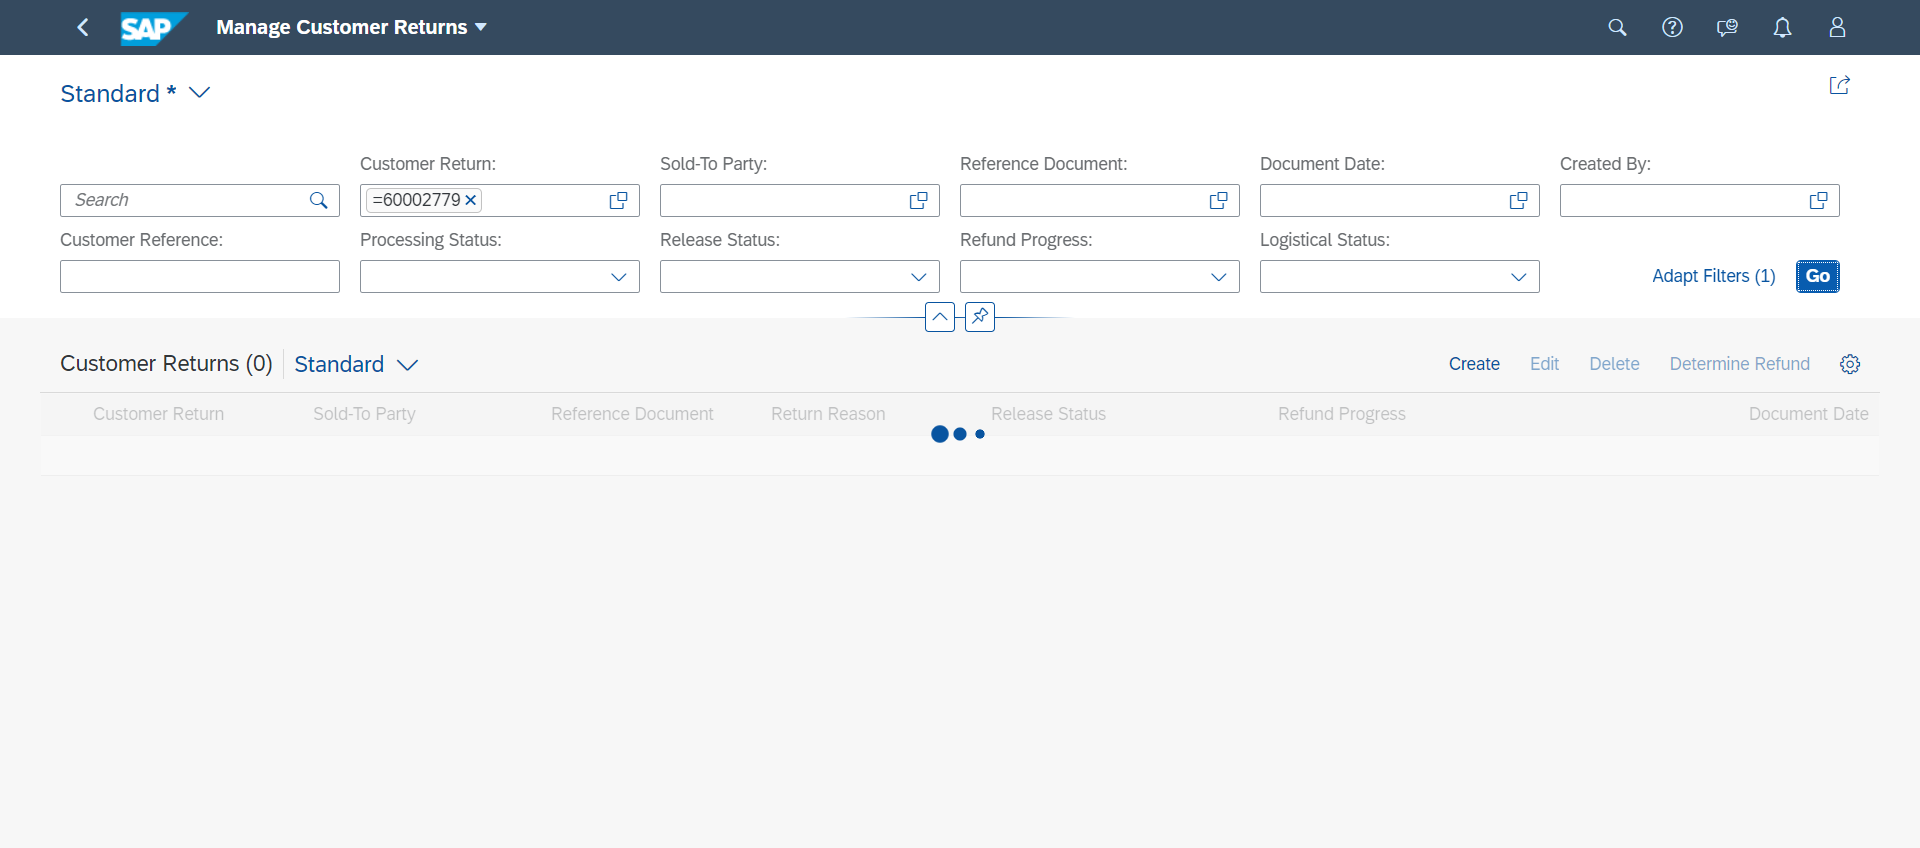 SAP Manage Customer Returns
Standard *
Customer Return: Sold-To Party: Reference Document: Document Date: Created By:
Search =60002779
Customer Reference: Processing Status: Release Status: Refund Progress: Logistical Status:
Adapt Filters (1) Go
Customer Returns (0) Standard Create Edit Delete Determine Refund
Customer Return Sold-To Party Reference Document Return Reason Release Status Refund Progress Document Date